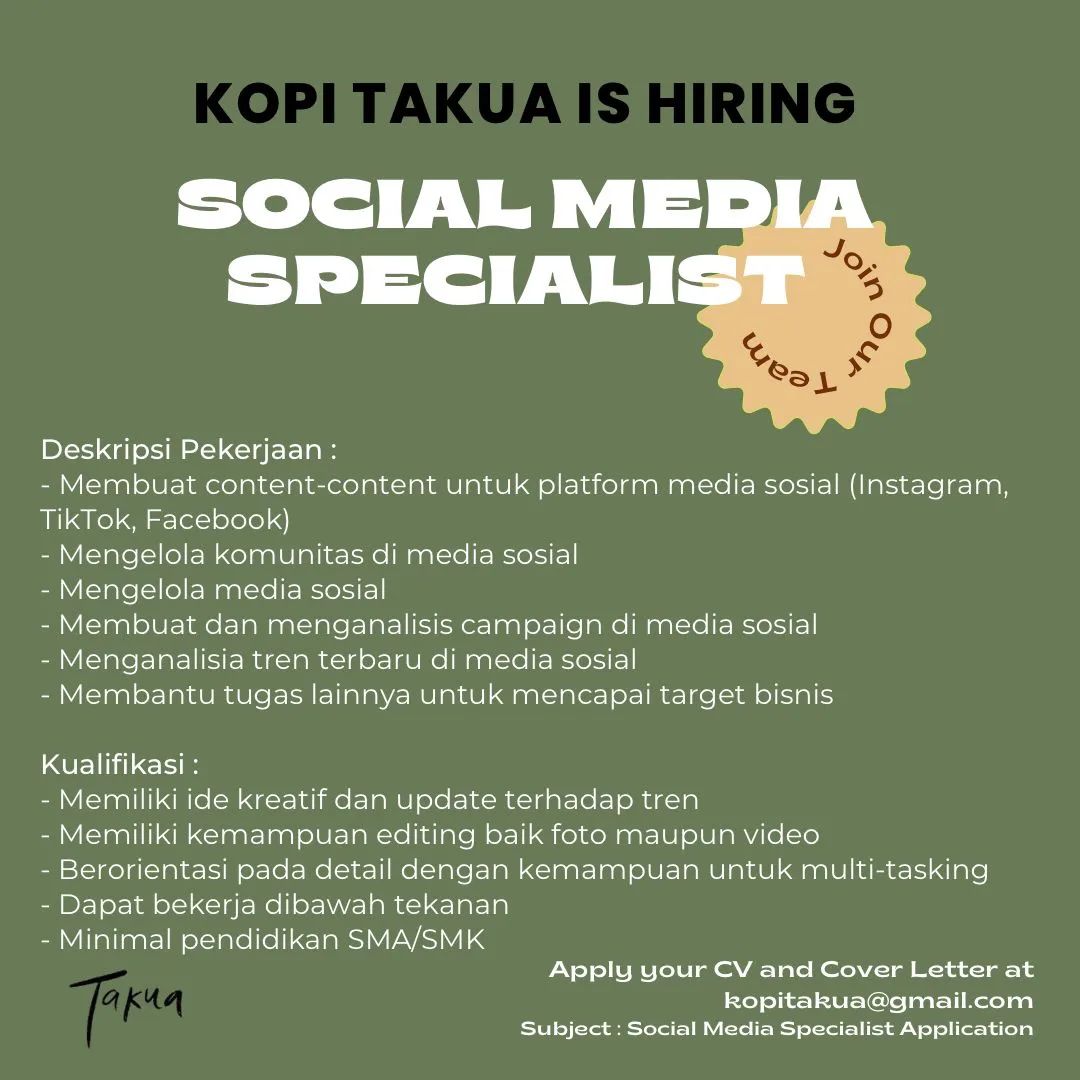 KOPI TAKUA IS HIRING
SOCIAL MEDIA
SPECIALIST
Join Our Team
Deskripsi Pekerjaan :
- Membuat content-content untuk platform media sosial (Instagram,
TikTok, Facebook)
- Mengelola komunitas di media sosial
- Mengelola media sosial
- Membuat dan menganalisis campaign di media sosial
- Menganalisia tren terbaru di media sosial
- Membantu tugas lainnya untuk mencapai target bisnis
Kualifikasi :
- Memiliki ide kreatif dan update terhadap tren
- Memiliki kemampuan editing baik foto maupun video
- Berorientasi pada detail dengan kemampuan untuk multi-tasking
- Dapat bekerja dibawah tekanan
- Minimal pendidikan SMA/SMK
Takua
Apply your CV and Cover Letter at
kopitakua@gmail.com
Subject : Social Media Specialist Application